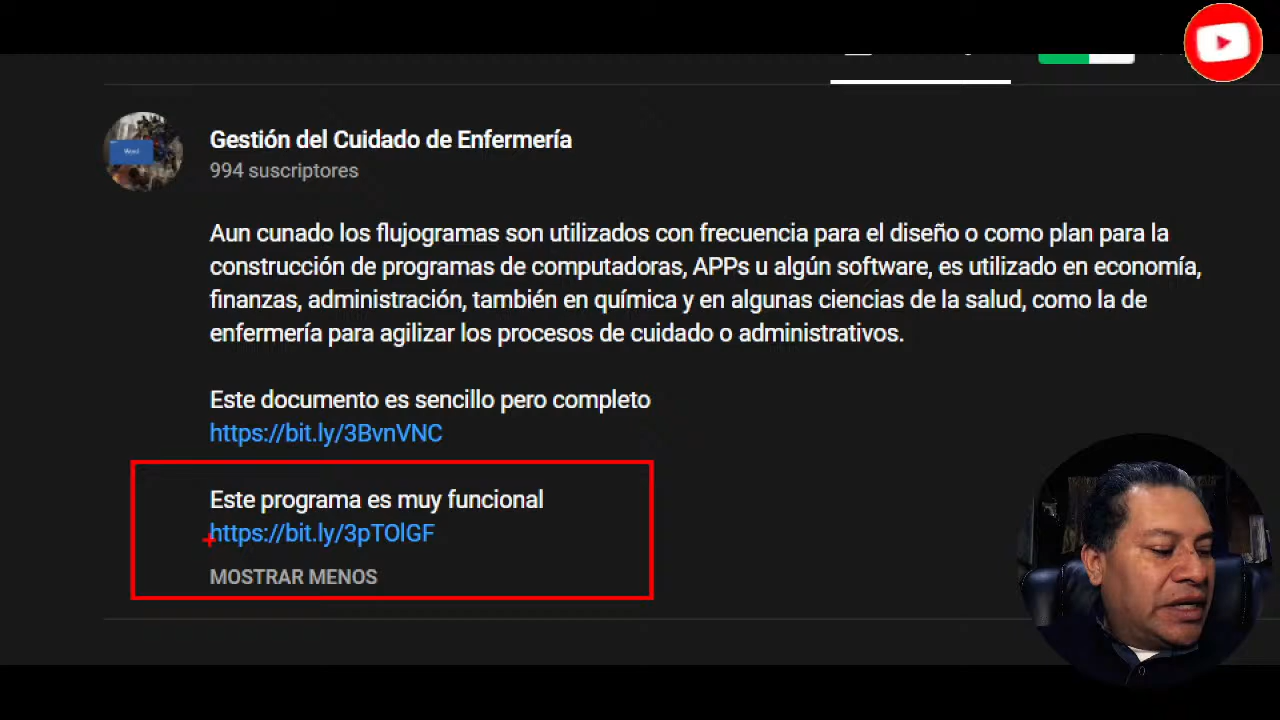 Gestión del Cuidado de Enfermería
994 suscriptores
Aun cunado los flujogramas son utilizados con frecuencia para el diseño o como plan para la
construcción de programas de computadoras, APPs u algún software, es utilizado en economía,
finanzas, administración, también en química y en algunas ciencias de la salud, como la de
enfermería para agilizar los procesos de cuidado o administrativos.
Este documento es sencillo pero completo
https://bit.ly/3BvnVNC
Este programa es muy funcional
https://bit.ly/3pTOlGF
MOSTRAR MENOS